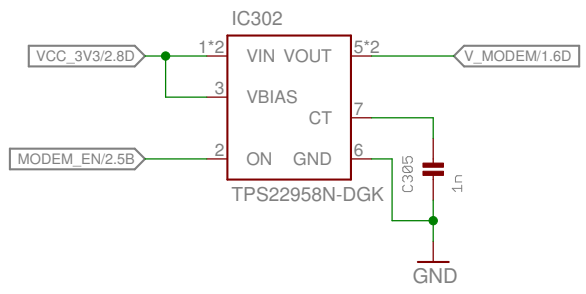 IC302
VCC_3V3/2.8D
1*2
VIN
VOUT
5*2
V_MODEM/1.6D
3
VBIAS
CT
7
MODEM_EN/2.5B
2
ON
GND
6
C305
1n
TPS22958N-DGK
GND